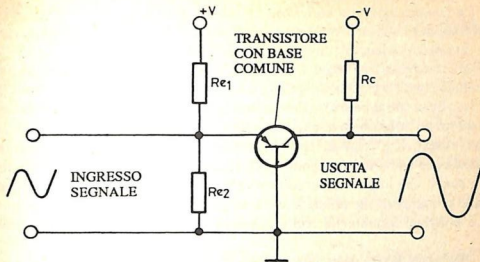 +V
-V
TRANSISTORE
CON BASE
COMUNE
Re1
Rc
INGRESSO
SEGNALE
Re2
USCITA
SEGNALE